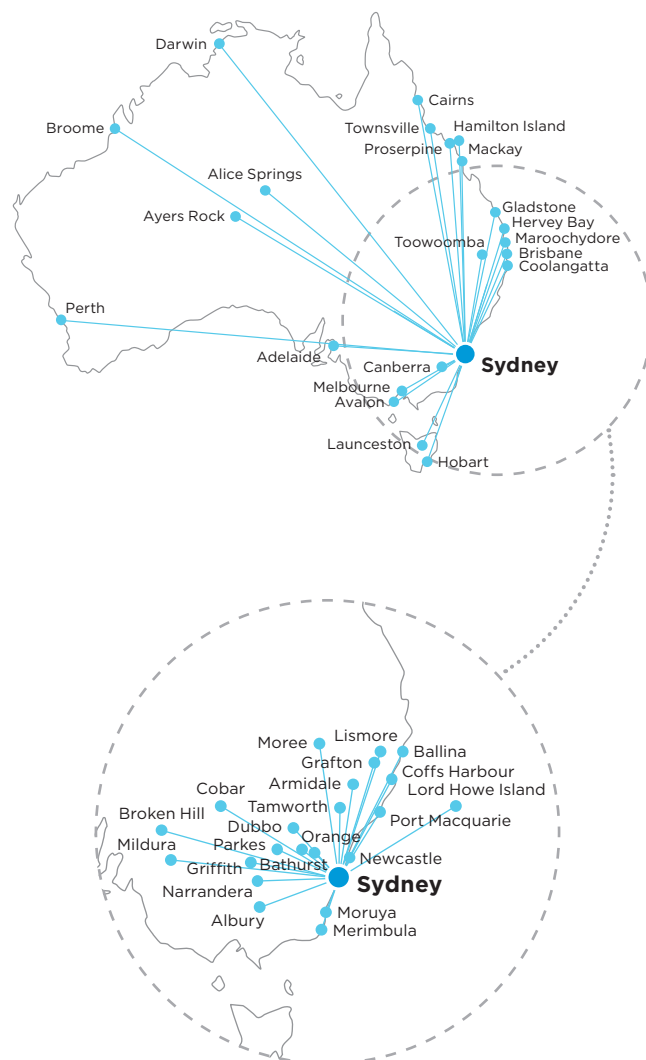 Darwin
Cairns
Broome
Townsville
Hamilton Island
Proserpine
Mackay
Alice Springs
Ayers Rock
Gladstone
Hervey Bay
Toowoomba
Maroochydore
Brisbane
Coolangatta
Perth
Adelaide
Canberra
Sydney
Melbourne
Avalon
Launceston
Hobart
Lismore
Moree
Ballina
Grafton
Coffs Harbour
Armidale
Lord Howe Island
Cobar
Tamworth
Broken Hill
Port Macquarie
Dubbo
Orange
Mildura
Parkes
Bathurst
Newcastle
Griffith
Sydney
Narrandera
Albury
Moruya
Merimbula